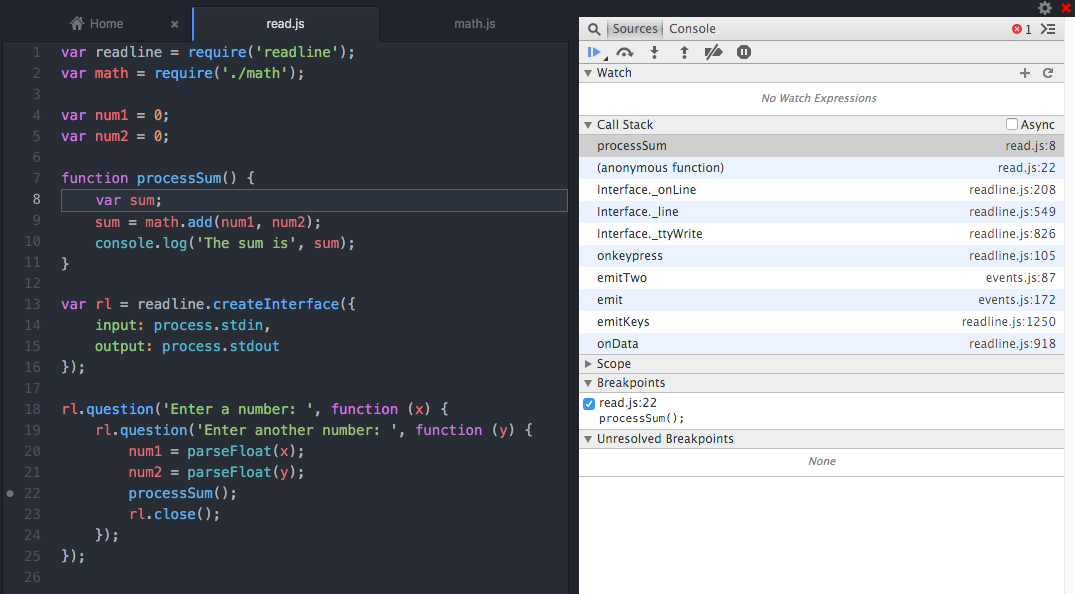 Home × read.js math.js
1 var readline = require('readline');
2 var math = require('./math');
3
4 var num1 = 0;
5 var num2 = 0;
6
7 function processSum() {
8 var sum;
9 sum = math.add(num1, num2);
10 console.log('The sum is', sum);
11 }
12
13 var rl = readline.createInterface({
14 input: process.stdin,
15 output: process.stdout
16 });
17
18 rl.question('Enter a number: ', function (x) {
19 rl.question('Enter another number: ', function (y) {
20 num1 = parseFloat(x);
21 num2 = parseFloat(y);
22 processSum();
23 rl.close();
24 });
25 });
26
Sources Console 1
Watch
No Watch Expressions
Call Stack Async
processSum read.js:8
(anonymous function) read.js:22
Interface._onLine readline.js:208
Interface._line readline.js:549
Interface._ttyWrite readline.js:826
onkeypress readline.js:105
emitTwo events.js:87
emit events.js:172
emitKeys readline.js:1250
onData readline.js:918
Scope
Breakpoints
read.js:22
processSum();
Unresolved Breakpoints
None